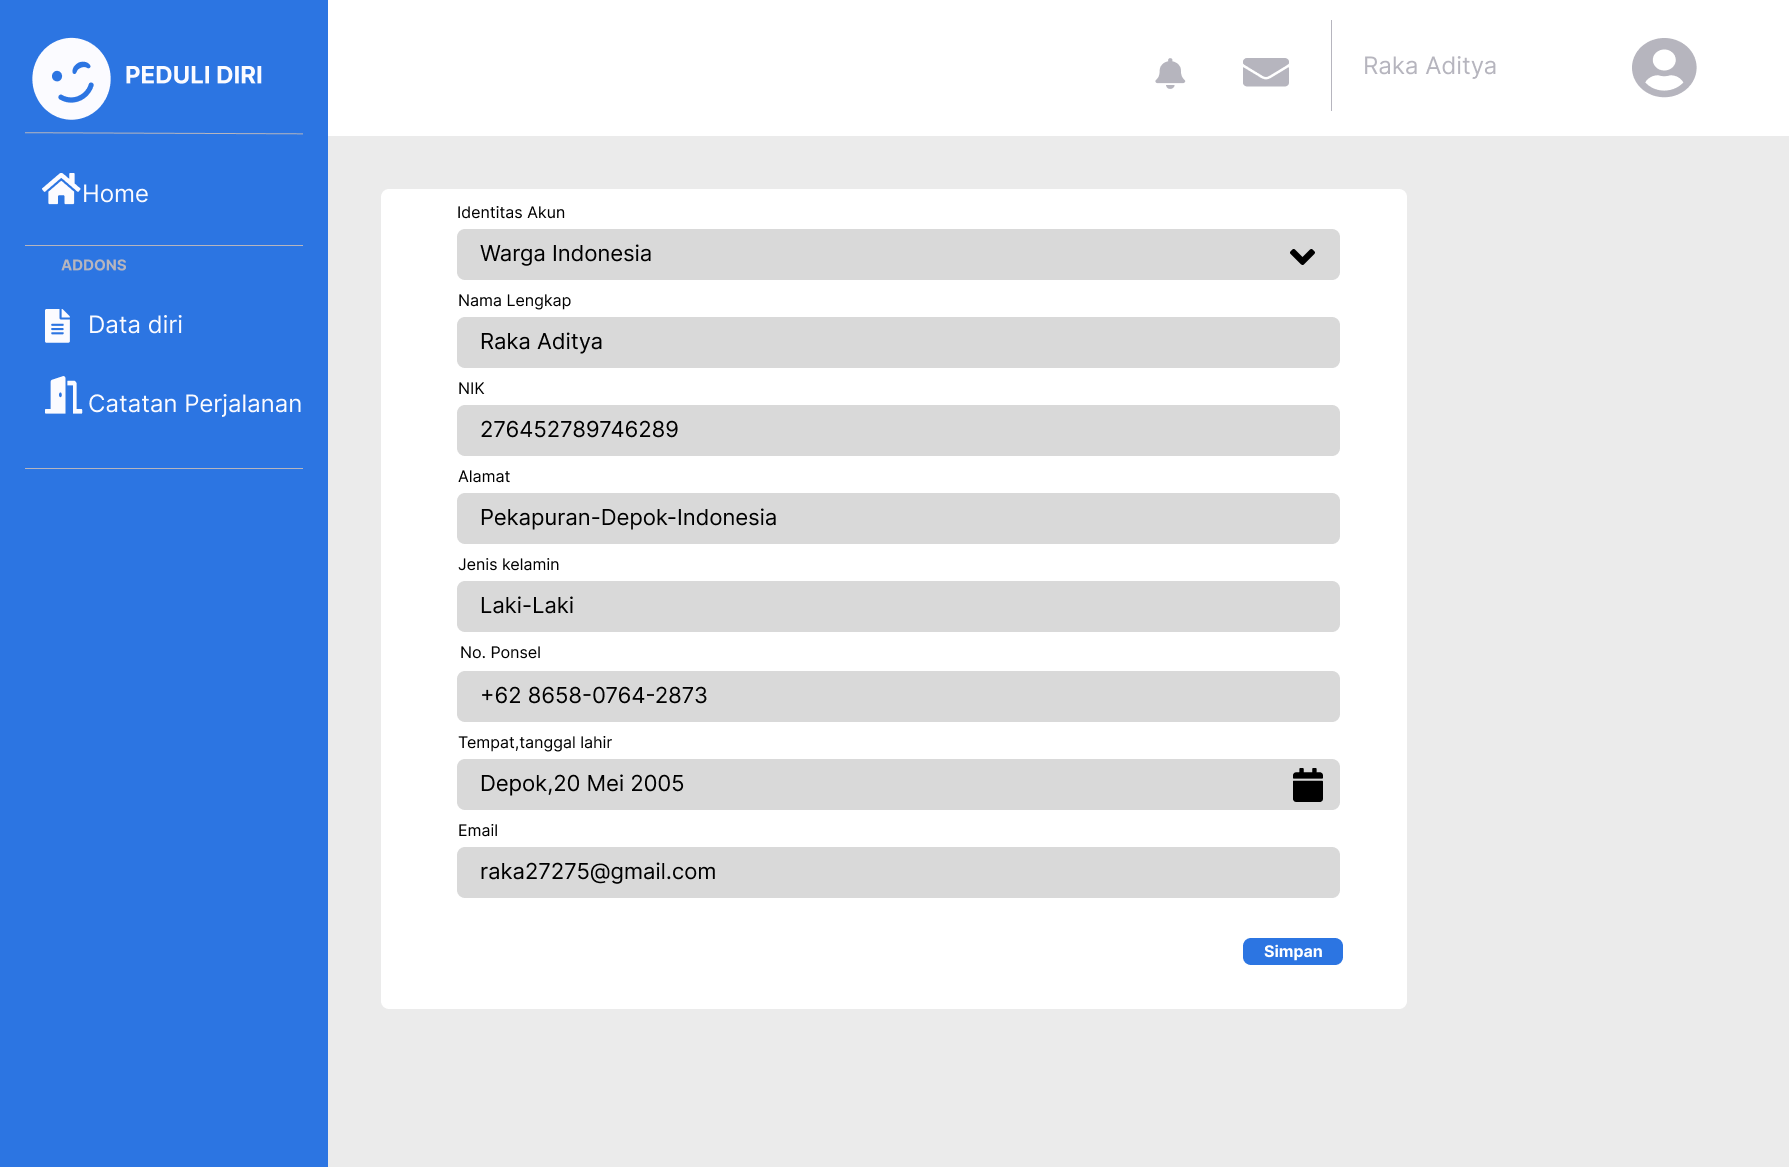 PEDULI DIRI
Home
ADDONS
Data diri
Catatan Perjalanan
Raka Aditya
Identitas Akun
Warga Indonesia
Nama Lengkap
Raka Aditya
NIK
276452789746289
Alamat
Pekapuran-Depok-Indonesia
Jenis kelamin
Laki-Laki
No. Ponsel
+62 8658-0764-2873
Tempat,tanggal lahir
Depok,20 Mei 2005
Email
raka27275@gmail.com
Simpan